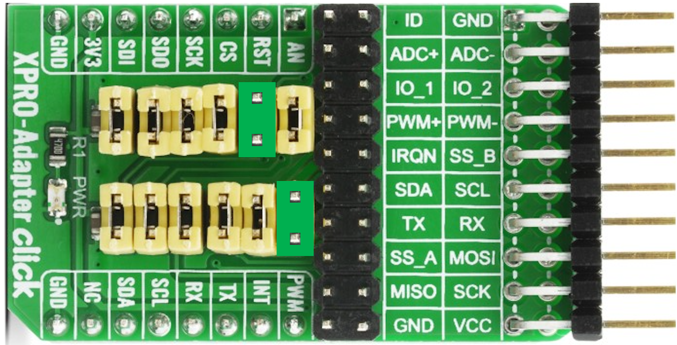 ID GND
ADC+ ADC-
IO_1 IO_2
PWM+ PWM-
IRQN SS_B
SDA SCL
TX RX
SS_A MOSI
MISO SCK
GND VCC
GND 3V3 SDI SDO SCK CS RST AN
XPRO-Adapter click
R1
PWR
GND NC SDA SCL RX TX INT PWM